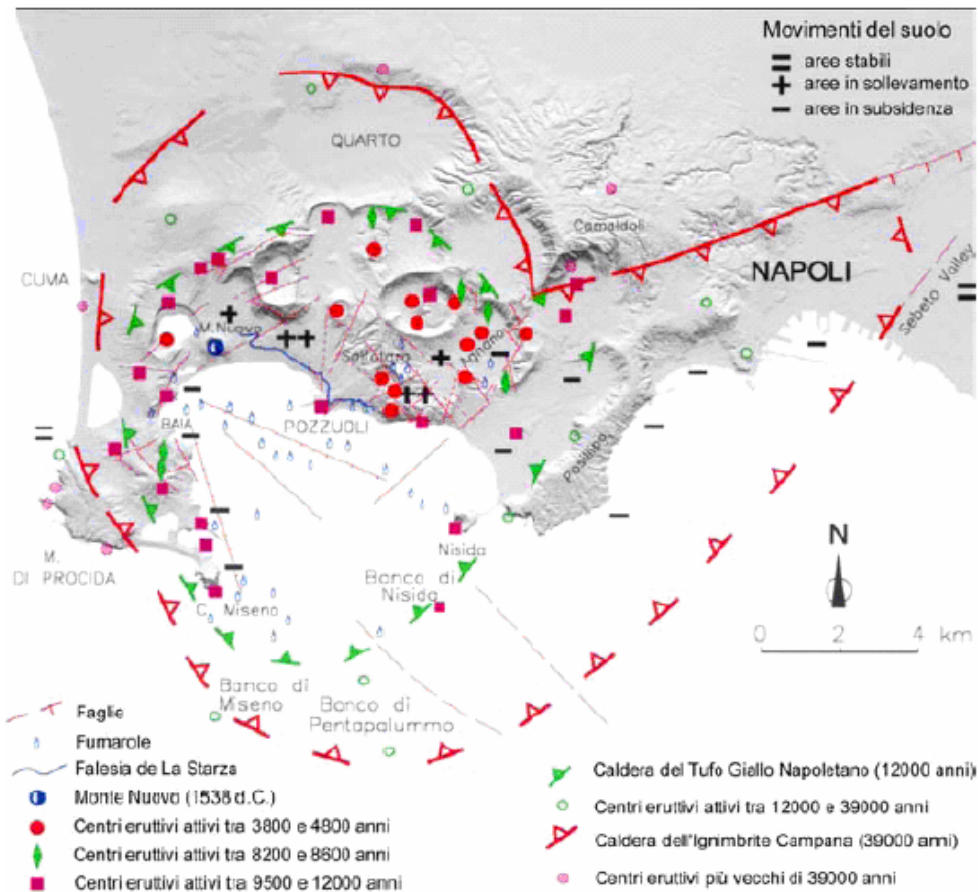 Movimenti del suolo
aree stabili
aree in sollevamento
aree in subsidenza
QUARTO
Camaldoli
CUMA
NAPOLI
Sebeto Valley
M. Nuovo
Solfatara
Agnano
BAIA
POZZUOLI
Posillipo
Nisida
M.
DI PROCIDA
Banco di
Nisida
C. Miseno
N
0 2 4 km
Banco di
Miseno
Banco di
Pentapalummo
Faglie
Fumarole
Falesia de La Starza
Monte Nuovo (1538 d.C.)
Centri eruttivi attivi tra 3800 e 4800 anni
Centri eruttivi attivi tra 8200 e 8600 anni
Centri eruttivi attivi tra 9500 e 12000 anni
Caldera del Tufo Giallo Napoletano (12000 anni)
Centri eruttivi attivi tra 12000 e 39000 anni
Caldera dell'Ignimbrite Campana (39000 anni)
Centri eruttivi più vecchi di 39000 anni